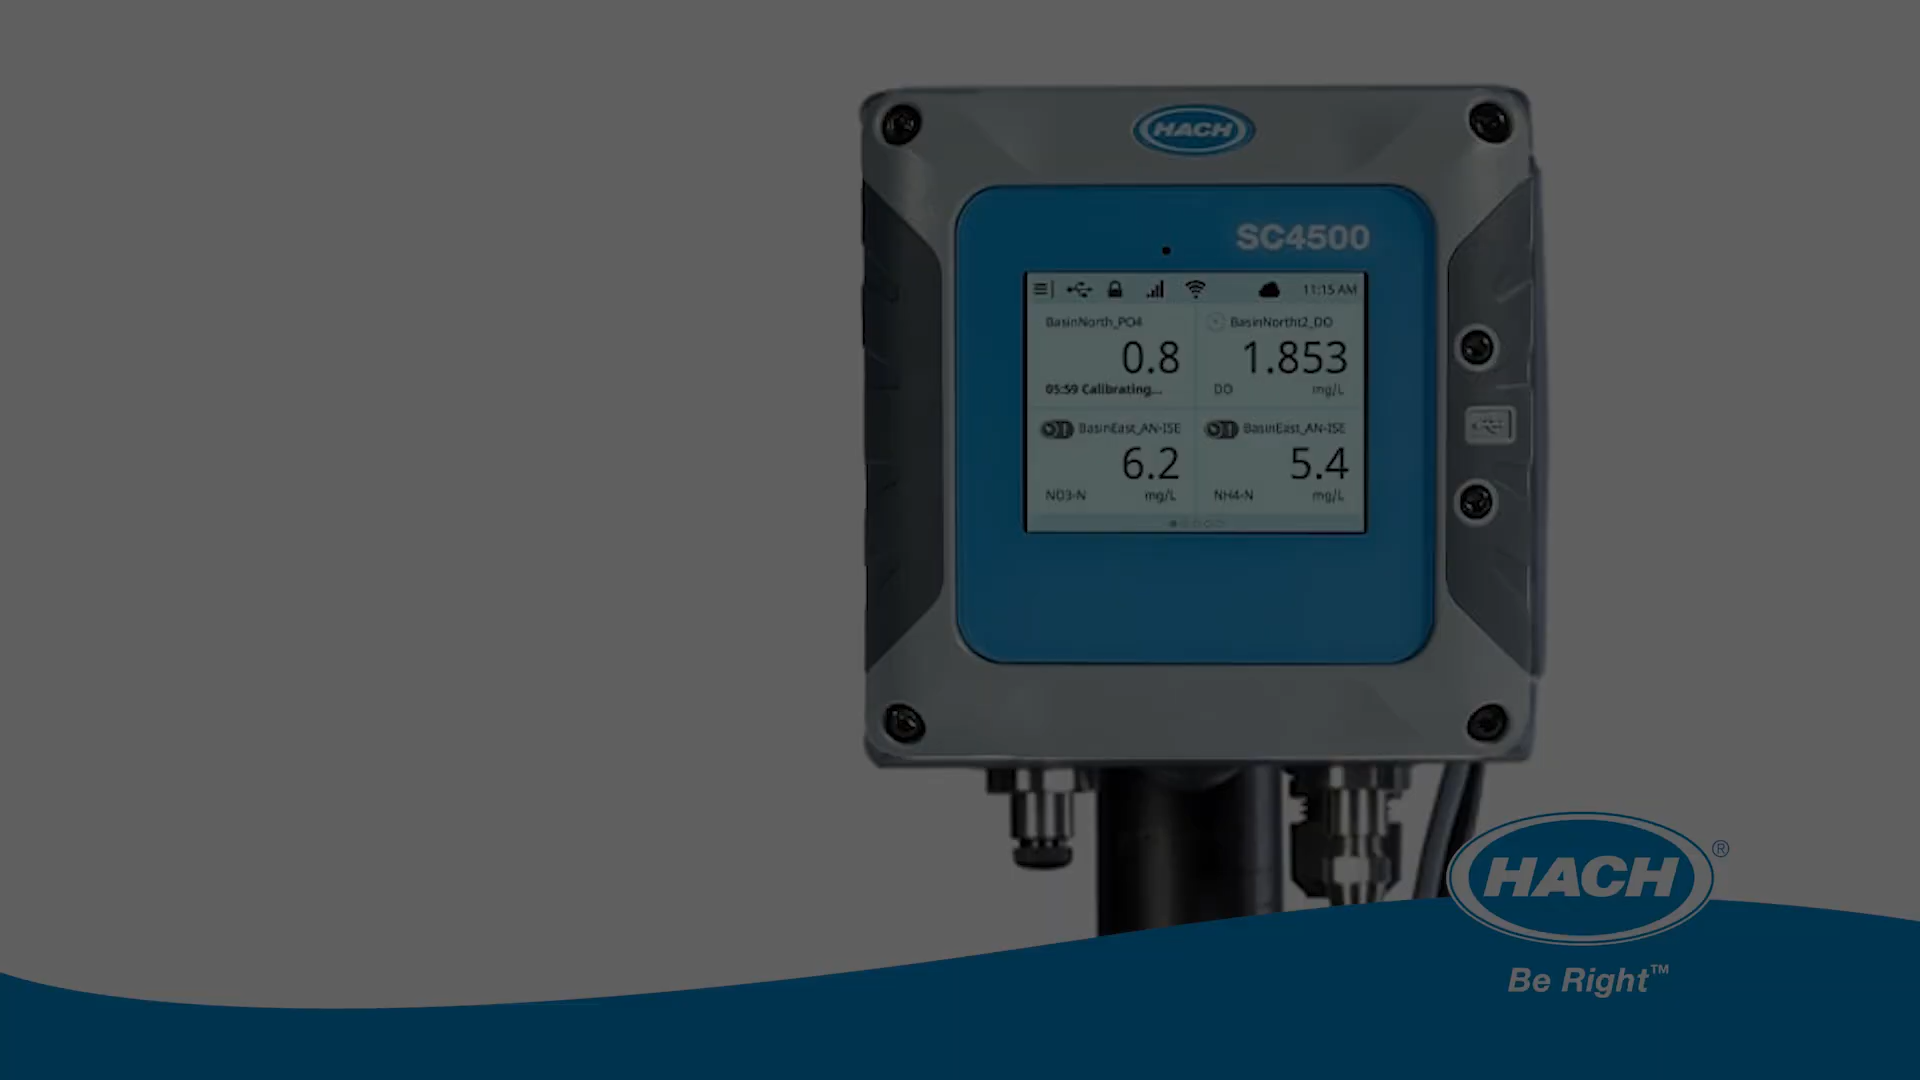 HACH
SC4500
11:15 AM
BasinNorth_PO4
0.8
05:59 Calibrating...
BasinNorth2_DO
1.853
DO mg/L
BasinEast_AN-ISE
6.2
NO3-N mg/L
BasinEast_AN-ISE
5.4
NH4-N mg/L
HACH®
Be Right™